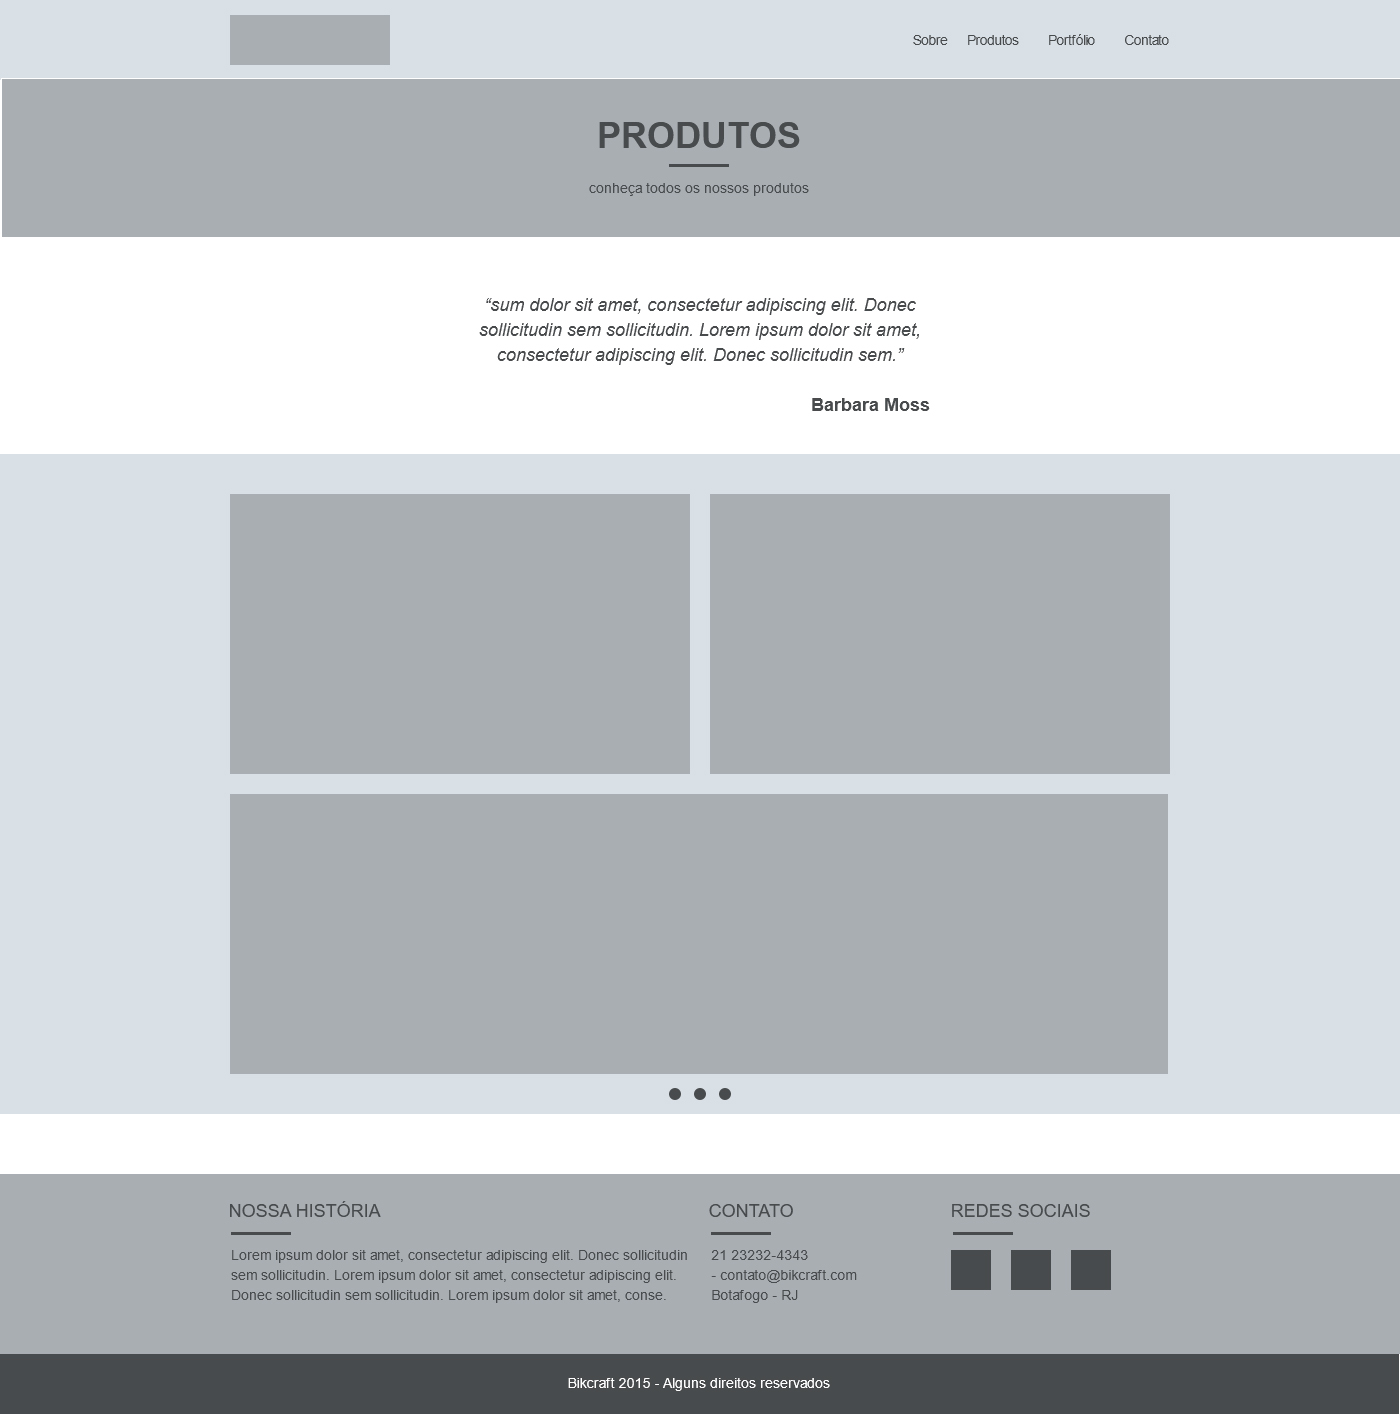 Sobre Produtos Portfólio Contato
PRODUTOS
conheça todos os nossos produtos
“sum dolor sit amet, consectetur adipiscing elit. Donec
sollicitudin sem sollicitudin. Lorem ipsum dolor sit amet,
consectetur adipiscing elit. Donec sollicitudin sem.”
Barbara Moss
NOSSA HISTÓRIA
Lorem ipsum dolor sit amet, consectetur adipiscing elit. Donec sollicitudin
sem sollicitudin. Lorem ipsum dolor sit amet, consectetur adipiscing elit.
Donec sollicitudin sem sollicitudin. Lorem ipsum dolor sit amet, conse.
CONTATO
21 23232-4343
- contato@bikcraft.com
Botafogo - RJ
REDES SOCIAIS
Bikcraft 2015 - Alguns direitos reservados